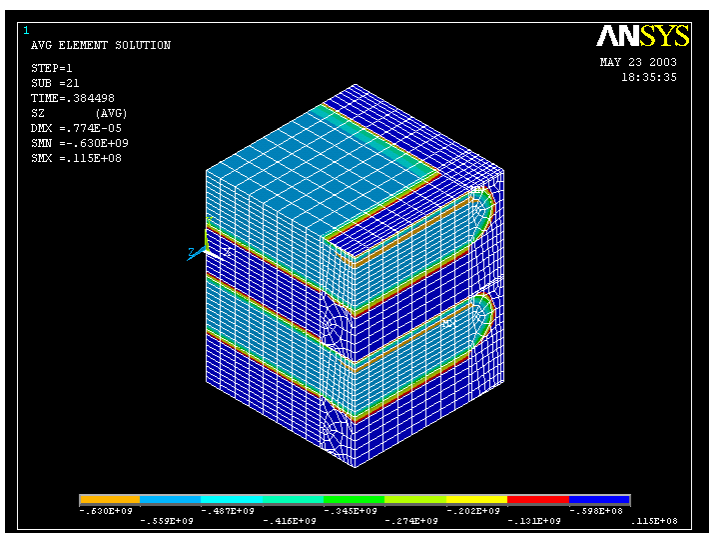 1
ANSYS
AVG ELEMENT SOLUTION
MAY 23 2003
18:35:35
STEP=1
SUB =21
TIME=.384498
SZ (AVG)
DMX =.774E-05
SMN =-.630E+09
SMX =.115E+08
Z
X
-.630E+09 -.487E+09 -.345E+09 -.202E+09 -.598E+08
-.559E+09 -.416E+09 -.274E+09 -.131E+09 .115E+08